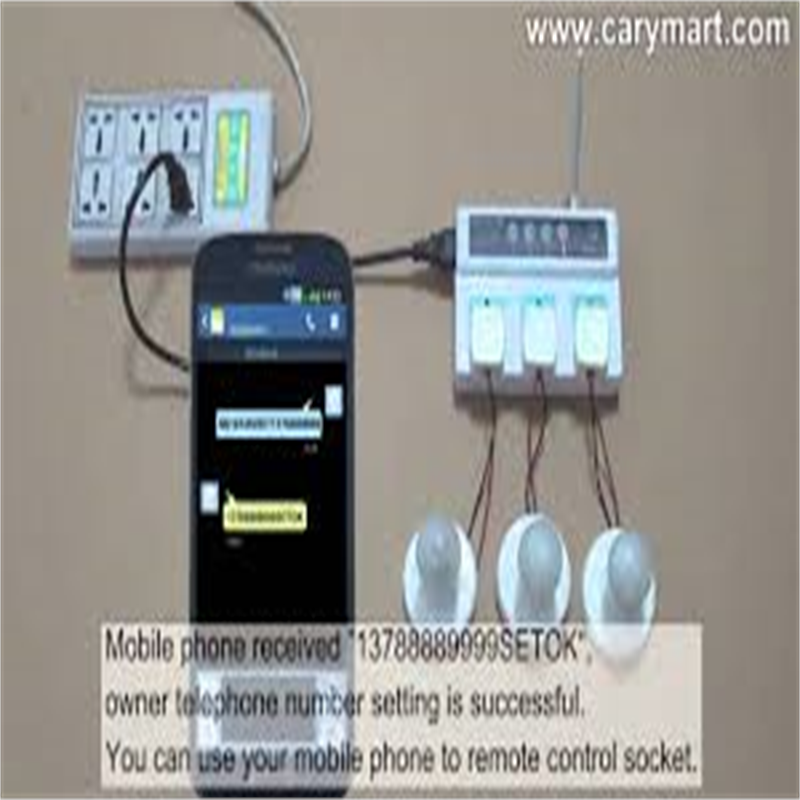 www.carymart.com
Mobile phone received "13788889999SETOK",
owner telephone number setting is successful.
You can use your mobile phone to remote control socket.